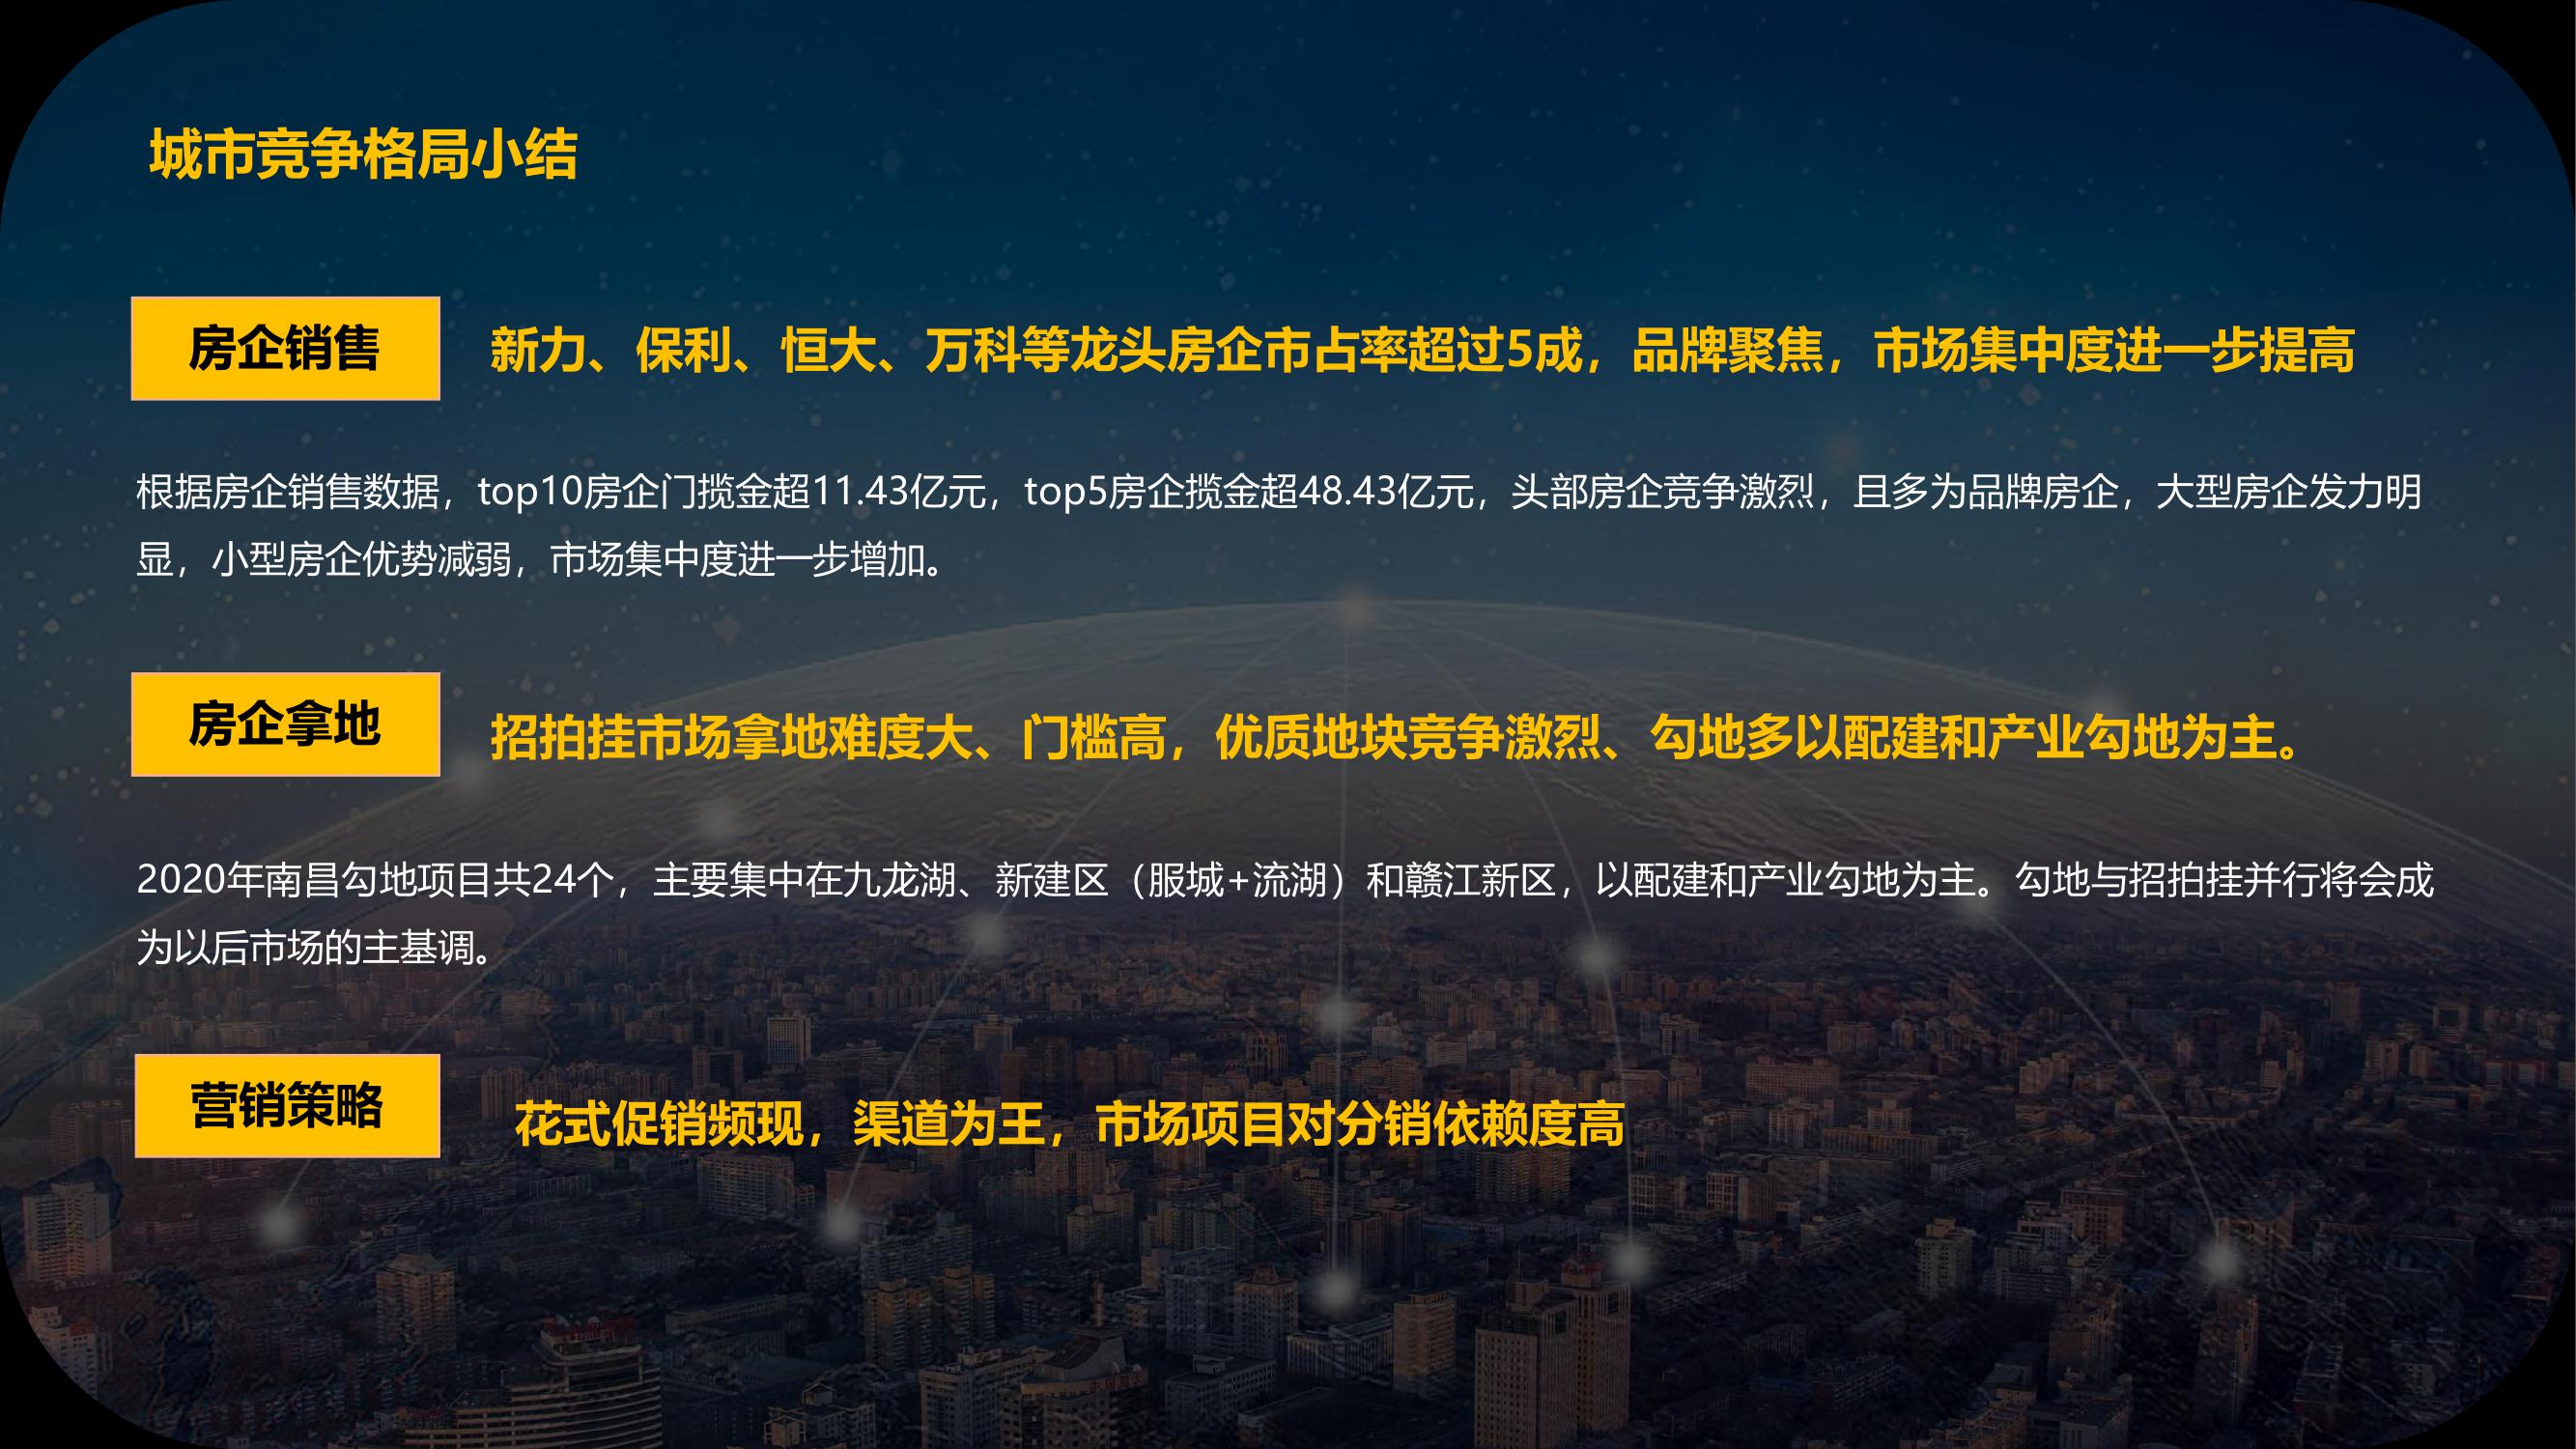 城市竞争格局小结
房企销售
新力、保利、恒大、万科等龙头房企市占率超过5成，品牌聚焦，市场集中度进一步提高
根据房企销售数据，top10房企门揽金超11.43亿元，top5房企揽金超48.43亿元，头部房企竞争激烈，且多为品牌房企，大型房企发力明
显，小型房企优势减弱，市场集中度进一步增加。
房企拿地
招拍挂市场拿地难度大、门槛高，优质地块竞争激烈、勾地多以配建和产业勾地为主。
2020年南昌勾地项目共24个，主要集中在九龙湖、新建区（服城+流湖）和赣江新区，以配建和产业勾地为主。勾地与招拍挂并行将会成
为以后市场的主基调。
营销策略
花式促销频现，渠道为王，市场项目对分销依赖度高